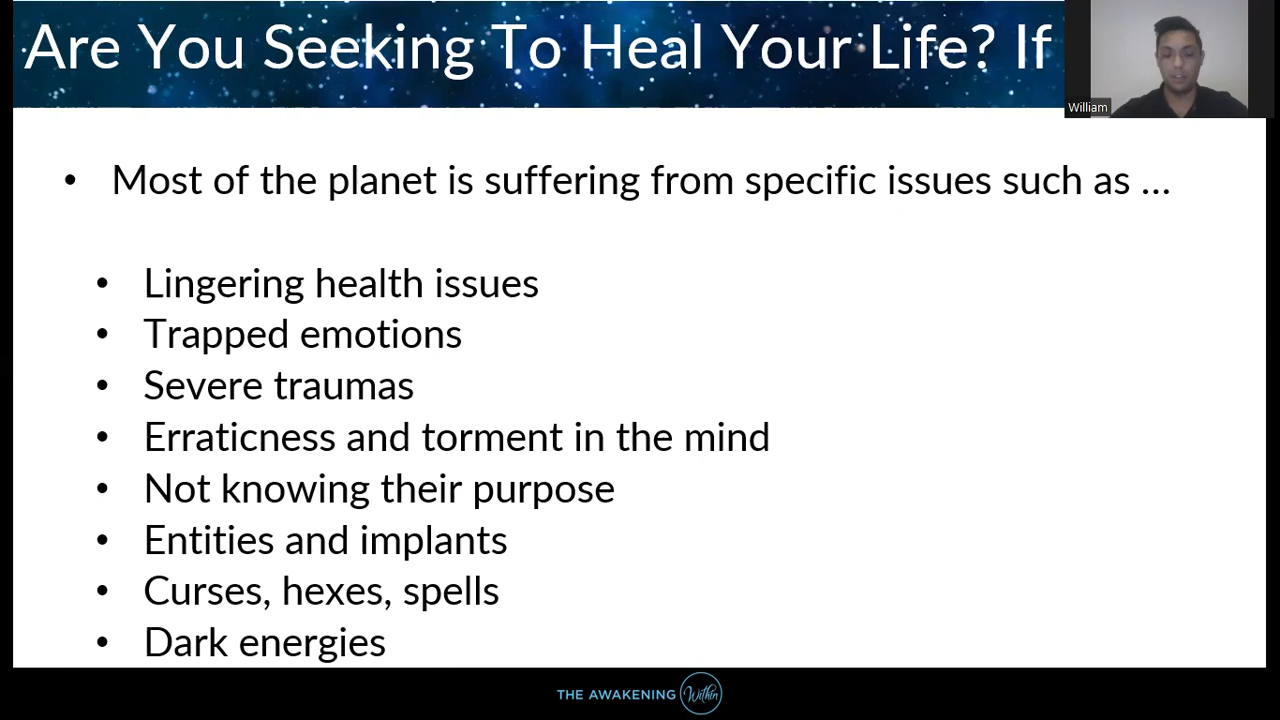 Are You Seeking To Heal Your Life? If
William
• Most of the planet is suffering from specific issues such as ...
• Lingering health issues
• Trapped emotions
• Severe traumas
• Erraticness and torment in the mind
• Not knowing their purpose
• Entities and implants
• Curses, hexes, spells
• Dark energies
THE AWAKENING Within